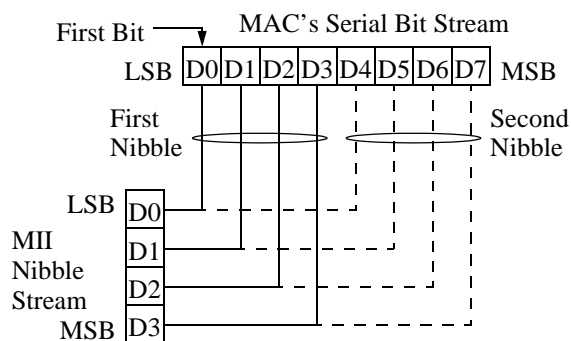 MAC’s Serial Bit Stream
First Bit
LSB D0 D1 D2 D3 D4 D5 D6 D7 MSB
First
Nibble
Second
Nibble
LSB D0
D1
D2
MSB D3
MII
Nibble
Stream